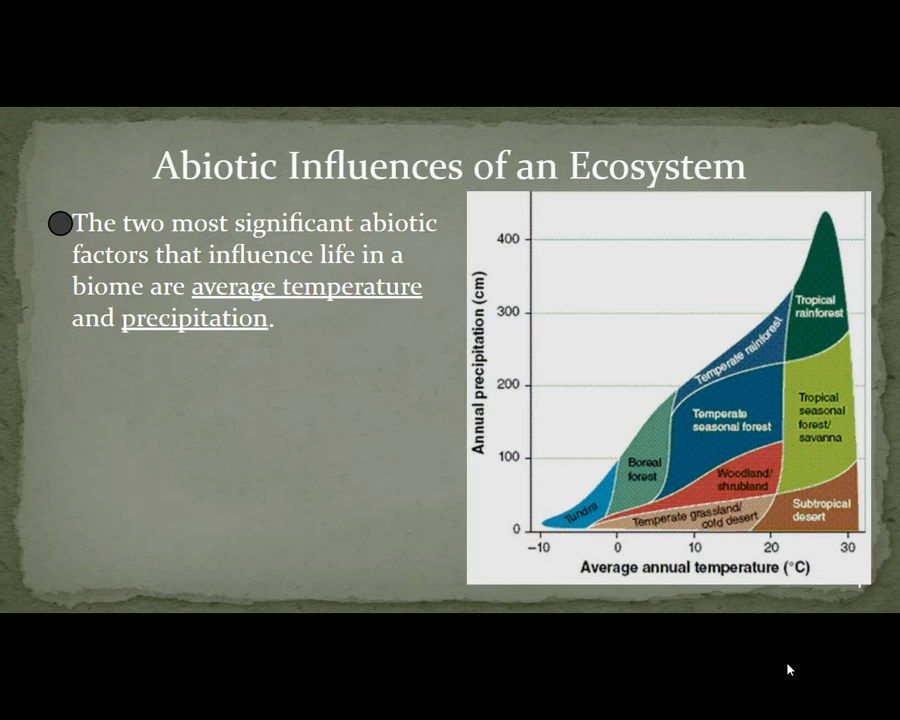 Abiotic Influences of an Ecosystem
The two most significant abiotic
factors that influence life in a
biome are average temperature
and precipitation.
Annual precipitation (cm)
400
300
200
100
0
Tropical
rainforest
Temperate rainforest
Tropical
seasonal
forest/
savanna
Temperate
seasonal forest
Boreal
forest
Woodland/
shrubland
Tundra
Temperate grassland/
cold desert
Subtropical
desert
−10
0
10
20
30
Average annual temperature (°C)